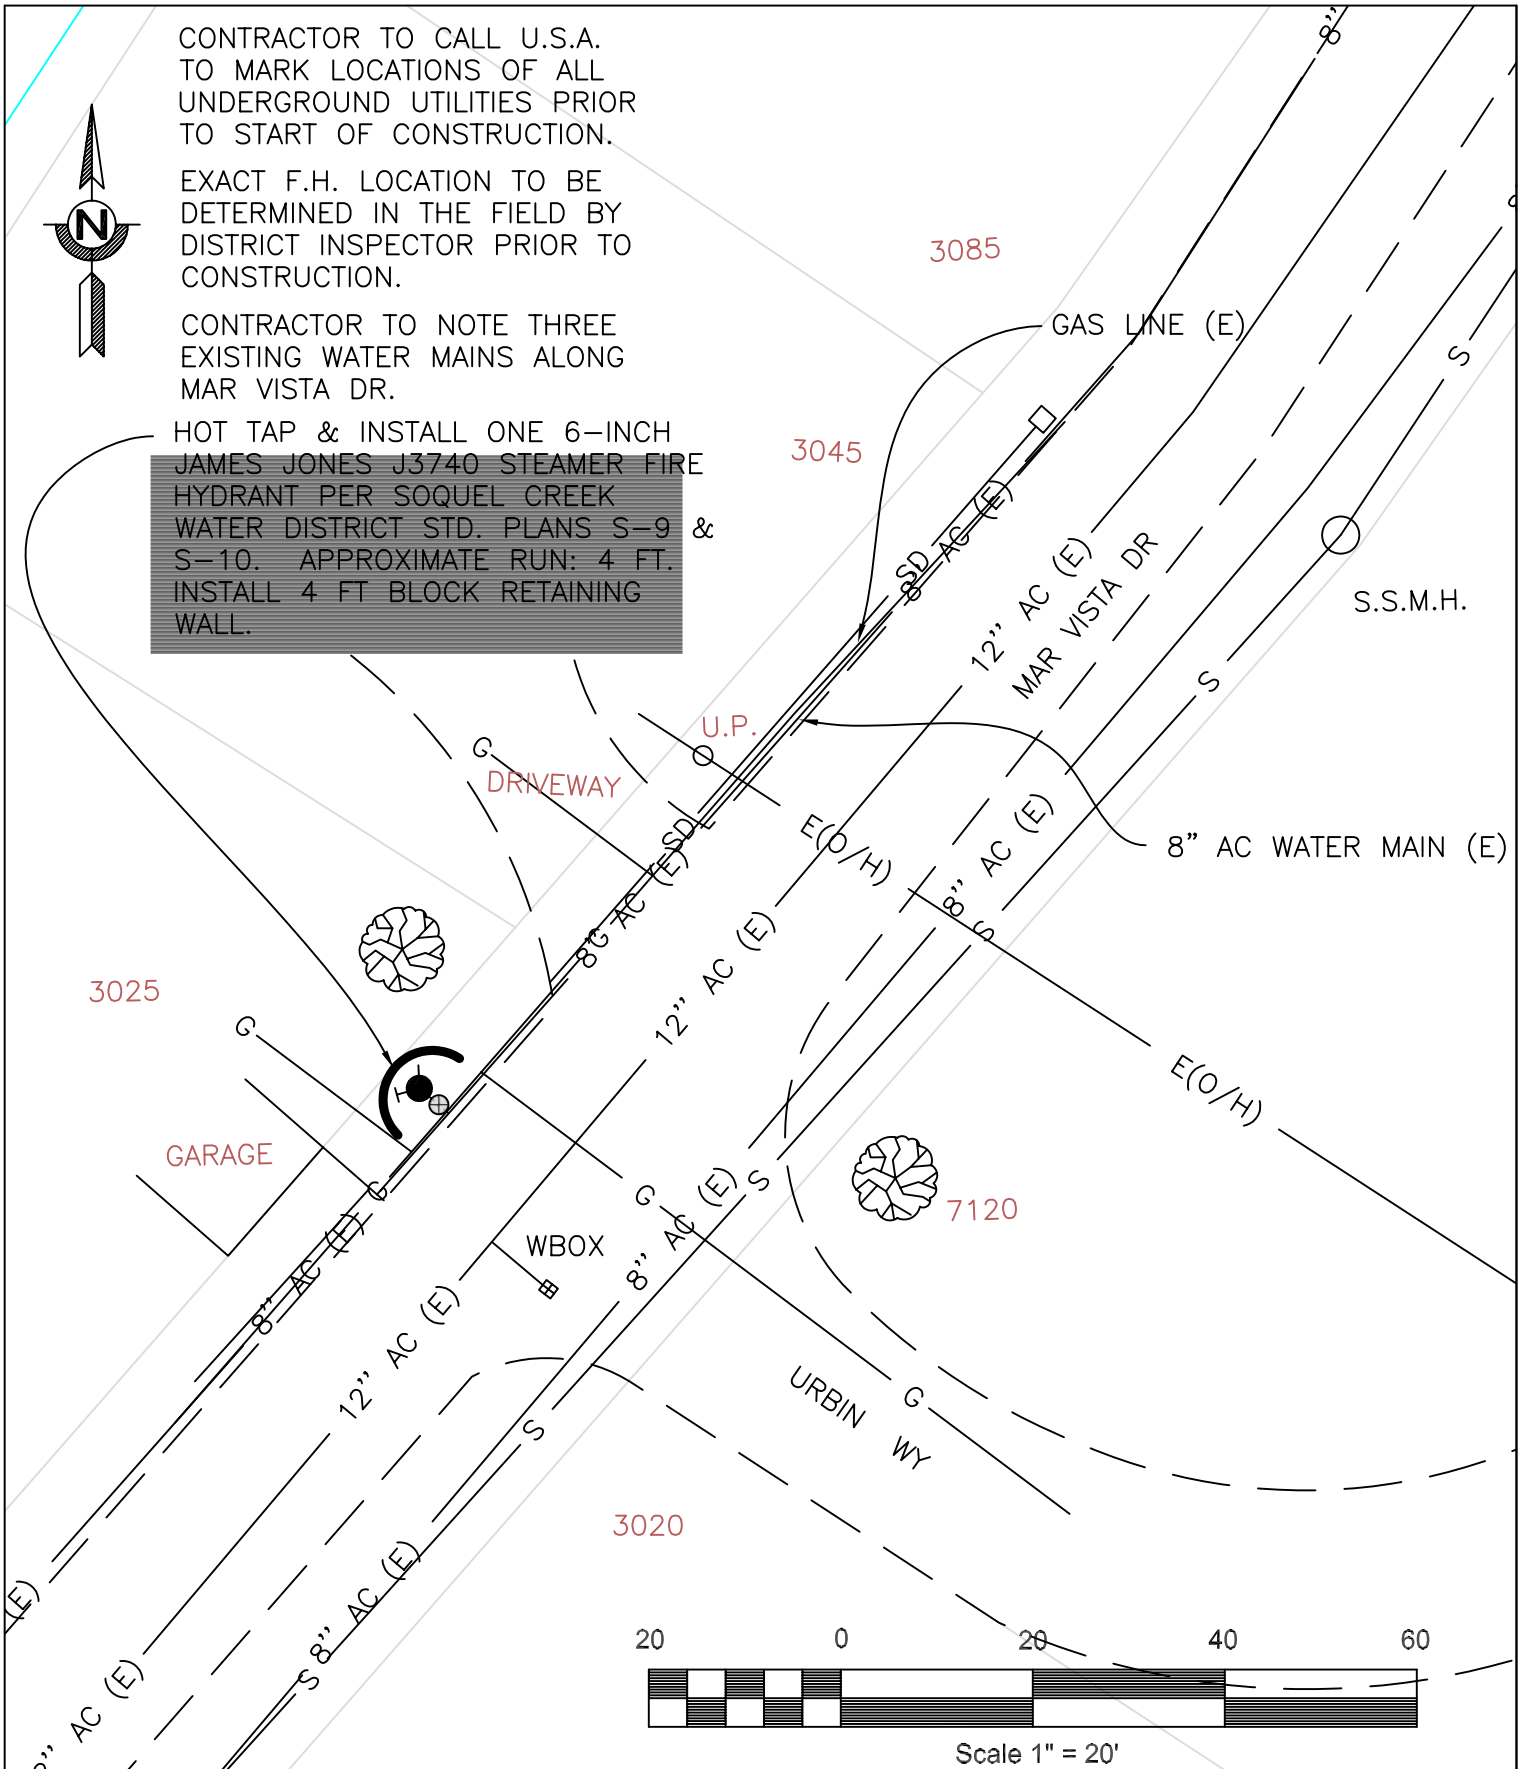 CONTRACTOR TO CALL U.S.A.
TO MARK LOCATIONS OF ALL
UNDERGROUND UTILITIES PRIOR
TO START OF CONSTRUCTION.
N
EXACT F.H. LOCATION TO BE
DETERMINED IN THE FIELD BY
DISTRICT INSPECTOR PRIOR TO
CONSTRUCTION.
CONTRACTOR TO NOTE THREE
EXISTING WATER MAINS ALONG
MAR VISTA DR.
HOT TAP & INSTALL ONE 6-INCH
JAMES JONES J3740 STEAMER FIRE
HYDRANT PER SOQUEL CREEK
WATER DISTRICT STD. PLANS S-9 &
S-10. APPROXIMATE RUN: 4 FT.
INSTALL 4 FT BLOCK RETAINING
WALL.
8"
3085
GAS LINE (E)
S
3045
SD
8" AC (E)
12" AC (E)
MAR VISTA DR
S.S.M.H.
S
U.P.
G
DRIVEWAY
SD
E(O/H)
8" AC (E)
8" AC WATER MAIN (E)
8" AC (E)
G
S
12" AC (E)
3025
G
E(O/H)
GARAGE
G
G
8" AC (E)
S
7120
8" AC (E)
WBOX
12" AC (E)
URBIN WY
G
S
3020
8" AC (E)
S
(E)
AC (E)
20 0 20 40 60
Scale 1" = 20'